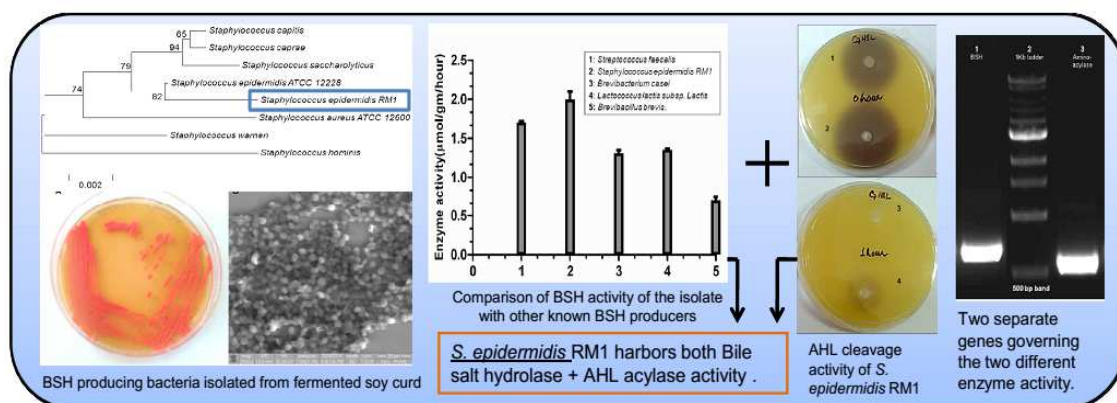 65
Staphylococcus capitis
Staphylococcus caprae
94
Staphylococcus saccharolyticus
79
Staphylococcus epidermidis ATCC 12228
74
82
Staphylococcus epidermidis RM1
Staphylococcus aureus ATCC 12600
Staphylococcus warneri
Staphylococcus hominis
0.002
BSH producing bacteria isolated from fermented soy curd
Enzyme activity(µmol/gm/hour)
2.5
2.0
1.5
1.0
0.5
0.0
0 1 2 3 4 5
1: Streptococcus faecalis
2: Staphylococcus epidermidis RM1
3: Brevibacterium casei
4: Lactococcus lactis subsp. Lactis
5: Brevibacillus brevis.
Comparison of BSH activity of the isolate
with other known BSH producers
S. epidermidis RM1 harbors both Bile
salt hydrolase + AHL acylase activity .
+
1
0 hour
2
3
1 hour
4
AHL cleavage
activity of S.
epidermidis RM1
1 2 3
BSH 1Kb ladder Amino-
acylase
500 bp band
Two separate
genes governing
the two different
enzyme activity.